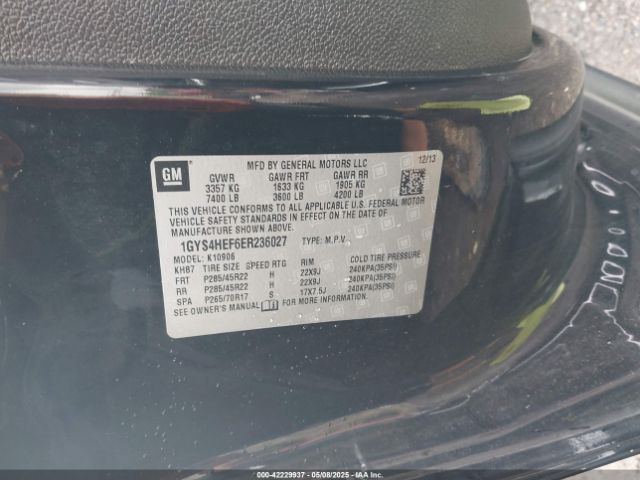 GM
MFD BY GENERAL MOTORS LLC 12/13
GVWR GAWR FRT GAWR RR
3357 KG 1633 KG 1905 KG
7400 LB 3600 LB 4200 LB
THIS VEHICLE CONFORMS TO ALL APPLICABLE U.S. FEDERAL MOTOR
VEHICLE SAFETY STANDARDS IN EFFECT ON THE DATE OF
MANUFACTURE SHOWN ABOVE.
1GYS4HEF6ER236027 TYPE: M.P.V.
MODEL: K10906
KH87 TIRE SIZE SPEED RTG RIM COLD TIRE PRESSURE
FRT P285/45R22 H 22X9J 240KPA(35PSI)
RR P285/45R22 H 22X9J 240KPA(35PSI)
SPA P265/70R17 S 17X7.5J 240KPA(35PSI)
SEE OWNER'S MANUAL FOR MORE INFORMATION.
000-42229937 - 05/08/2025 - Copyright © IAA Holdings, LLC